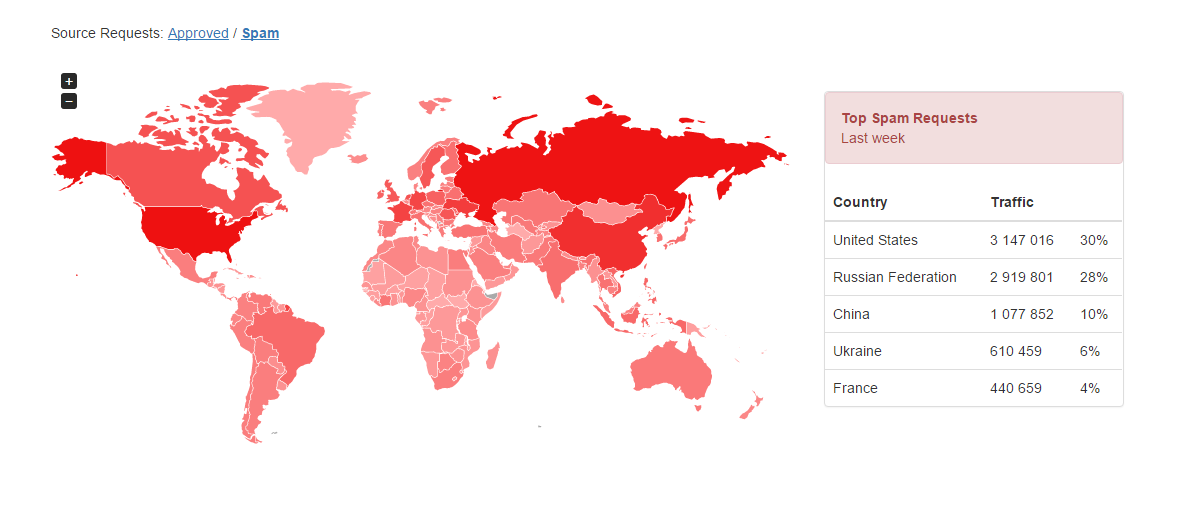 Source Requests: Approved / Spam
+
−
Top Spam Requests
Last week
Country Traffic
United States 3 147 016 30%
Russian Federation 2 919 801 28%
China 1 077 852 10%
Ukraine 610 459 6%
France 440 659 4%